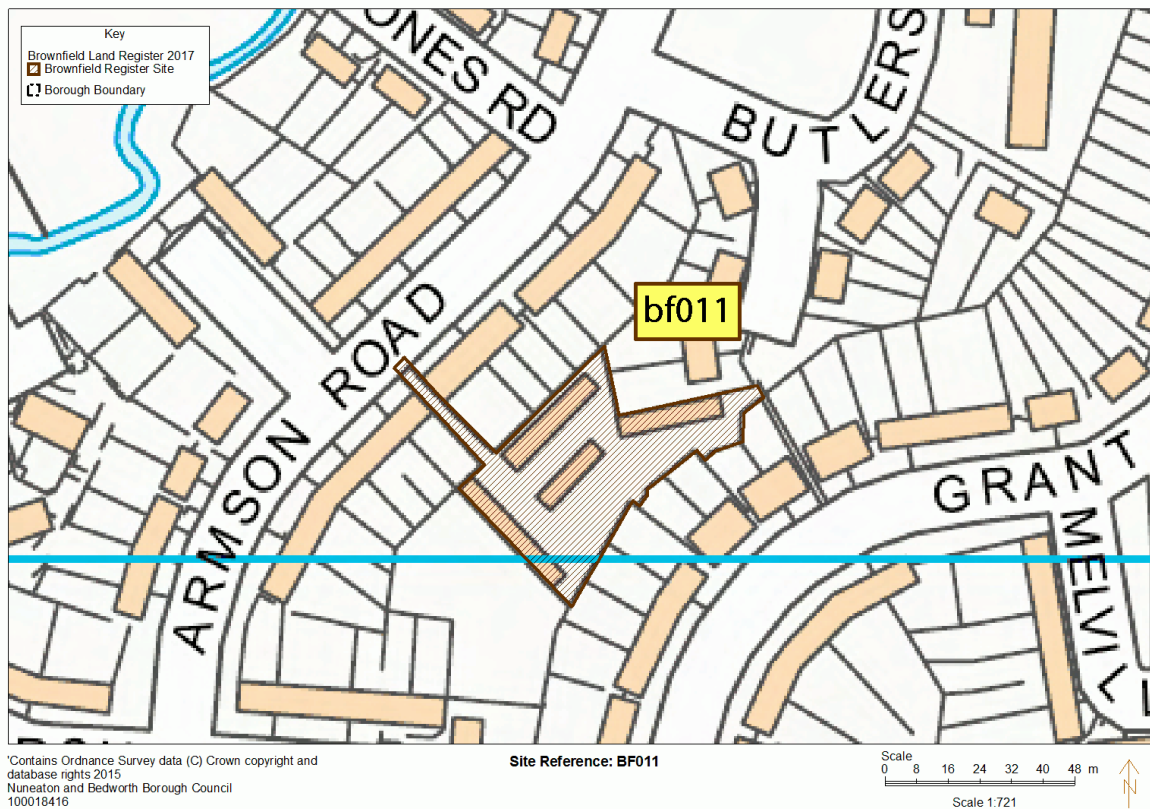 Key
Brownfield Land Register 2017
Brownfield Register Site
Borough Boundary
ONES RD
BUTLERS
bf011
ARMSON ROAD
GRANT
MELVIL
'Contains Ordnance Survey data (C) Crown copyright and
database rights 2015
Nuneaton and Bedworth Borough Council
100018416
Site Reference: BF011
Scale
0 8 16 24 32 40 48 m
Scale 1:721
N